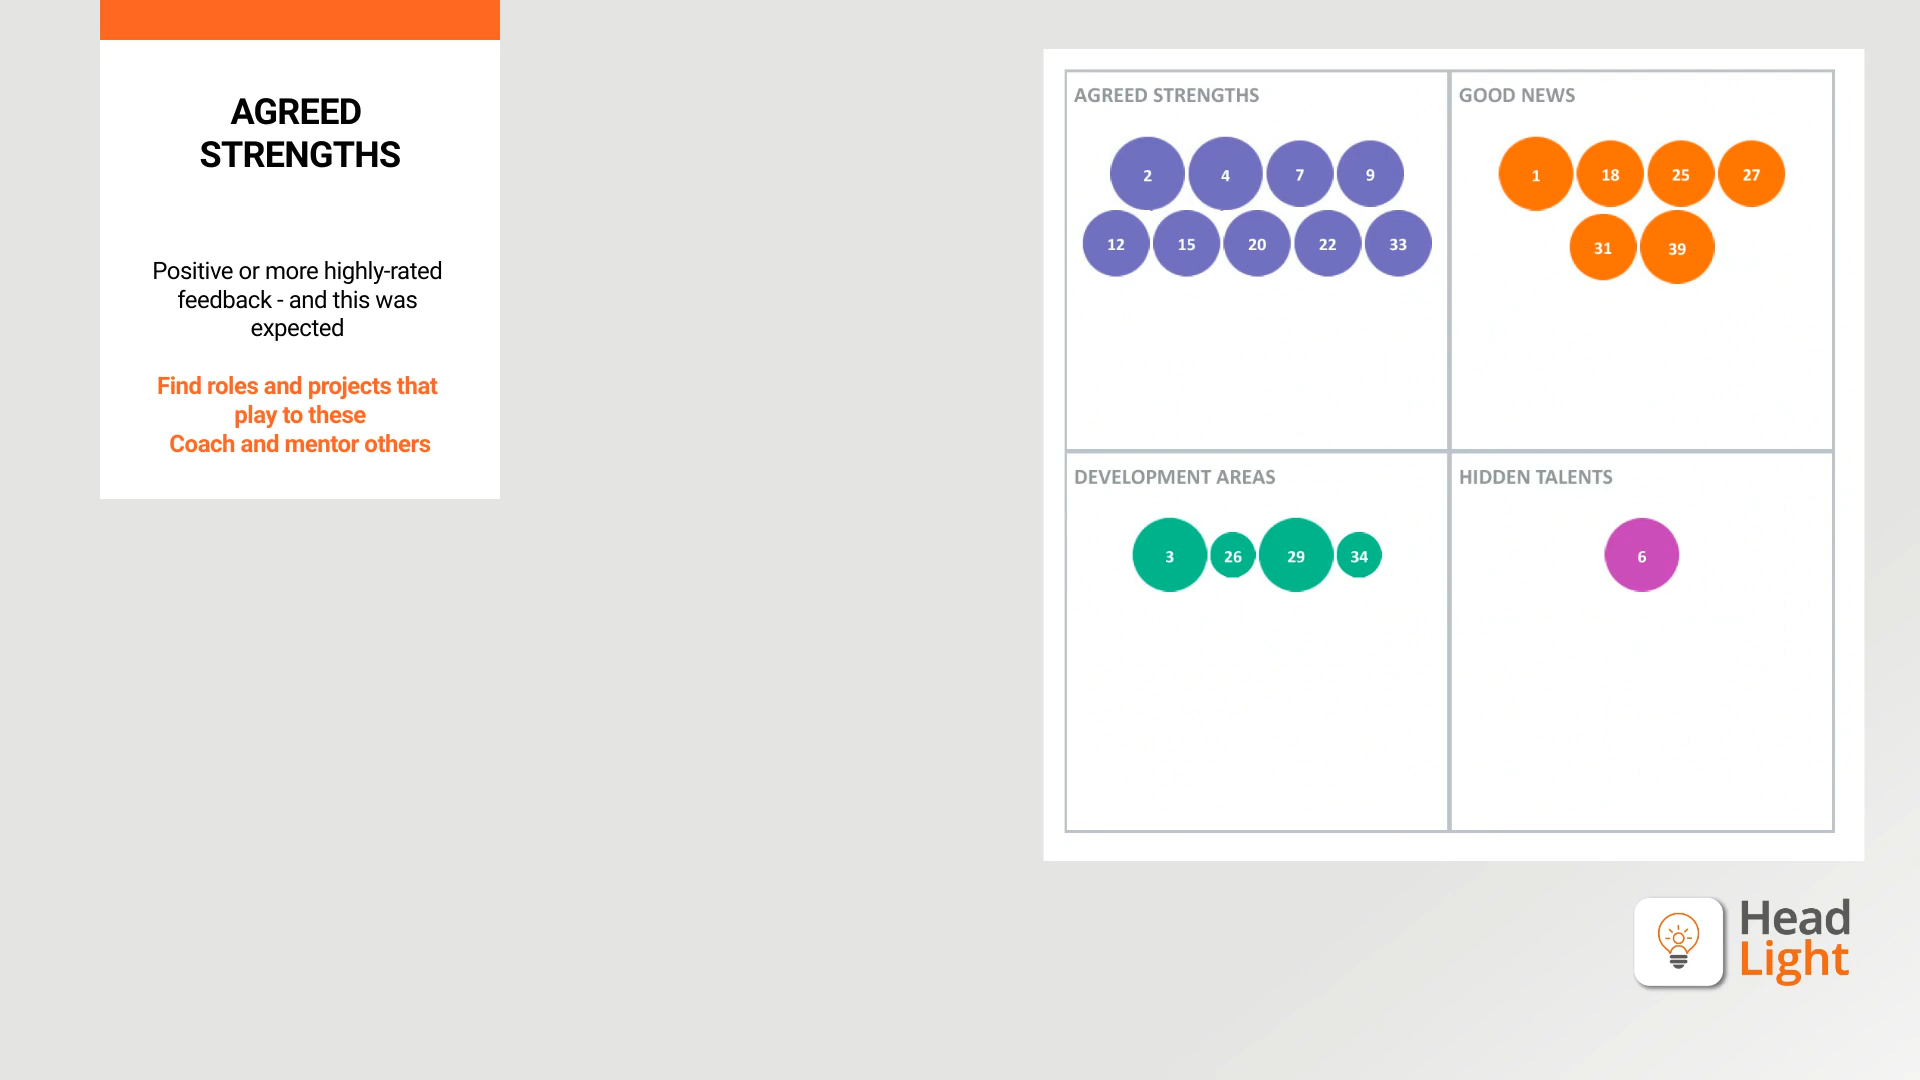 AGREED
STRENGTHS
Positive or more highly-rated
feedback - and this was
expected
Find roles and projects that
play to these
Coach and mentor others
AGREED STRENGTHS
2 4 7 9
12 15 20 22 33
GOOD NEWS
1 18 25 27
31 39
DEVELOPMENT AREAS
3 26 29 34
HIDDEN TALENTS
6
Head
Light